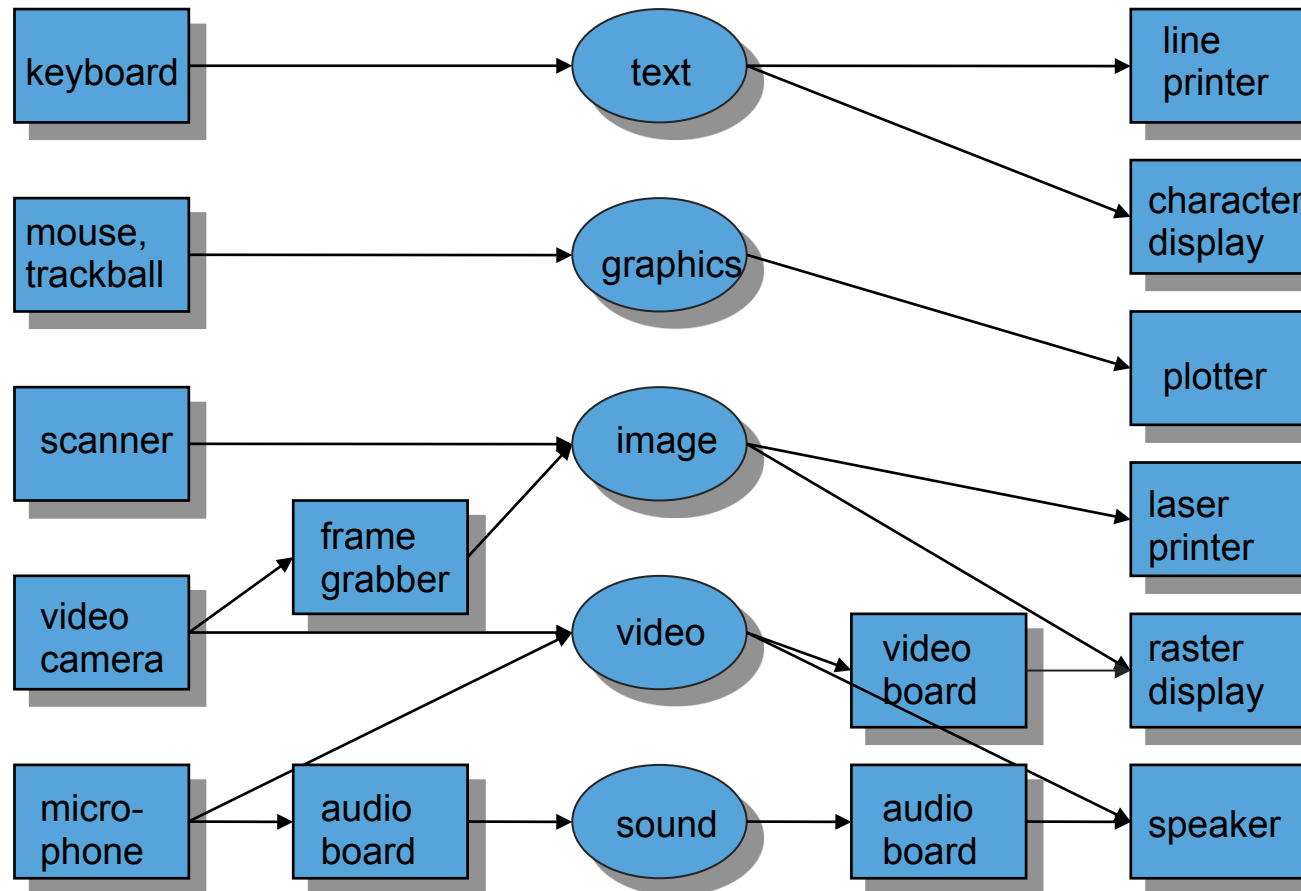 keyboard
text
line
printer
character
display
mouse,
trackball
graphics
plotter
scanner
image
laser
printer
frame
grabber
video
camera
video
video
board
raster
display
micro-
phone
audio
board
sound
audio
board
speaker